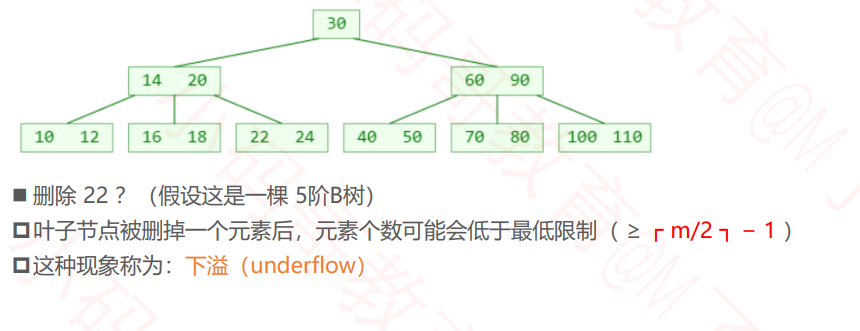 30
14 20 60 90
10 12 16 18 22 24 40 50 70 80 100 110
■ 删除 22 ？（假设这是一棵 5阶B树）
叶子节点被删掉一个元素后，元素个数可能会低于最低限制（ ≥ ┌ m/2 ┐ − 1 ）
这种现象称为：下溢（underflow）